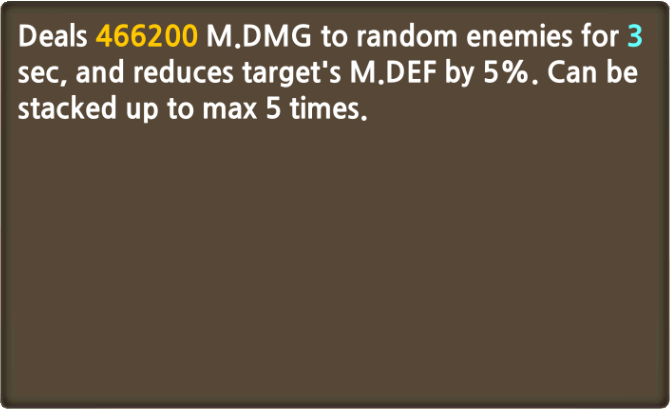 Deals 466200 M.DMG to random enemies for 3
sec, and reduces target's M.DEF by 5%. Can be
stacked up to max 5 times.